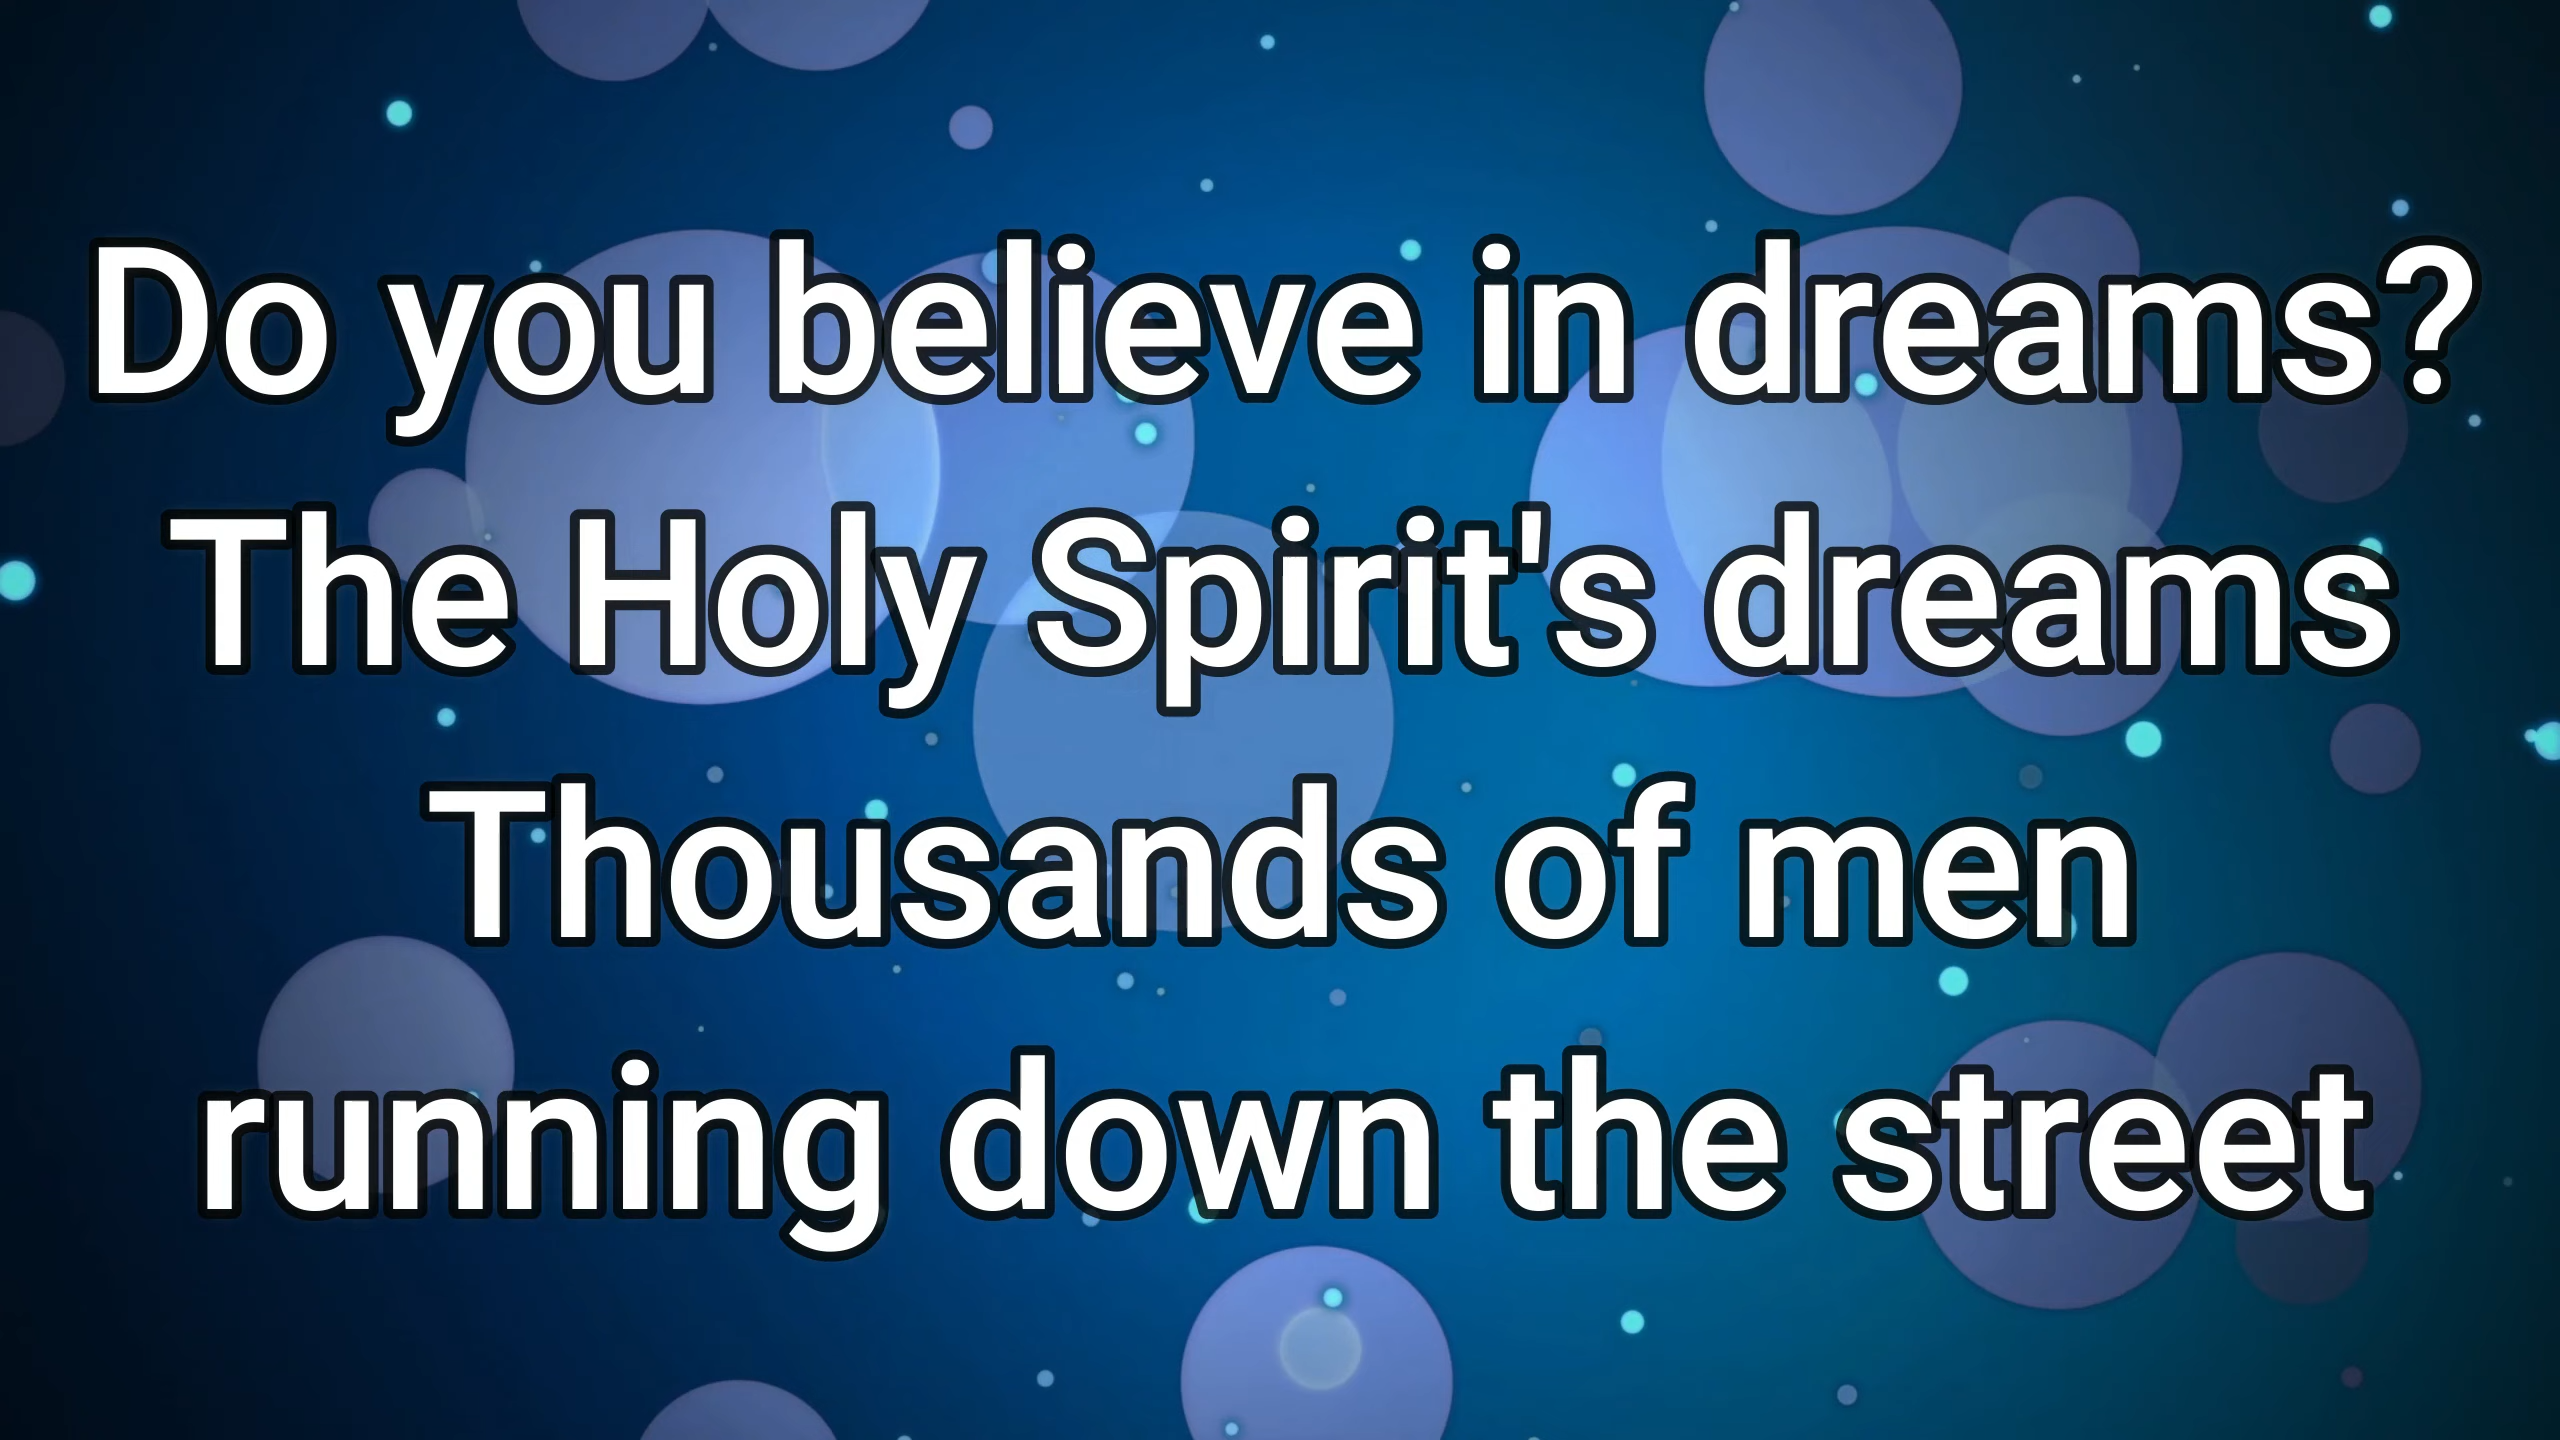 Do you believe in dreams?
The Holy Spirit's dreams
Thousands of men
running down the street